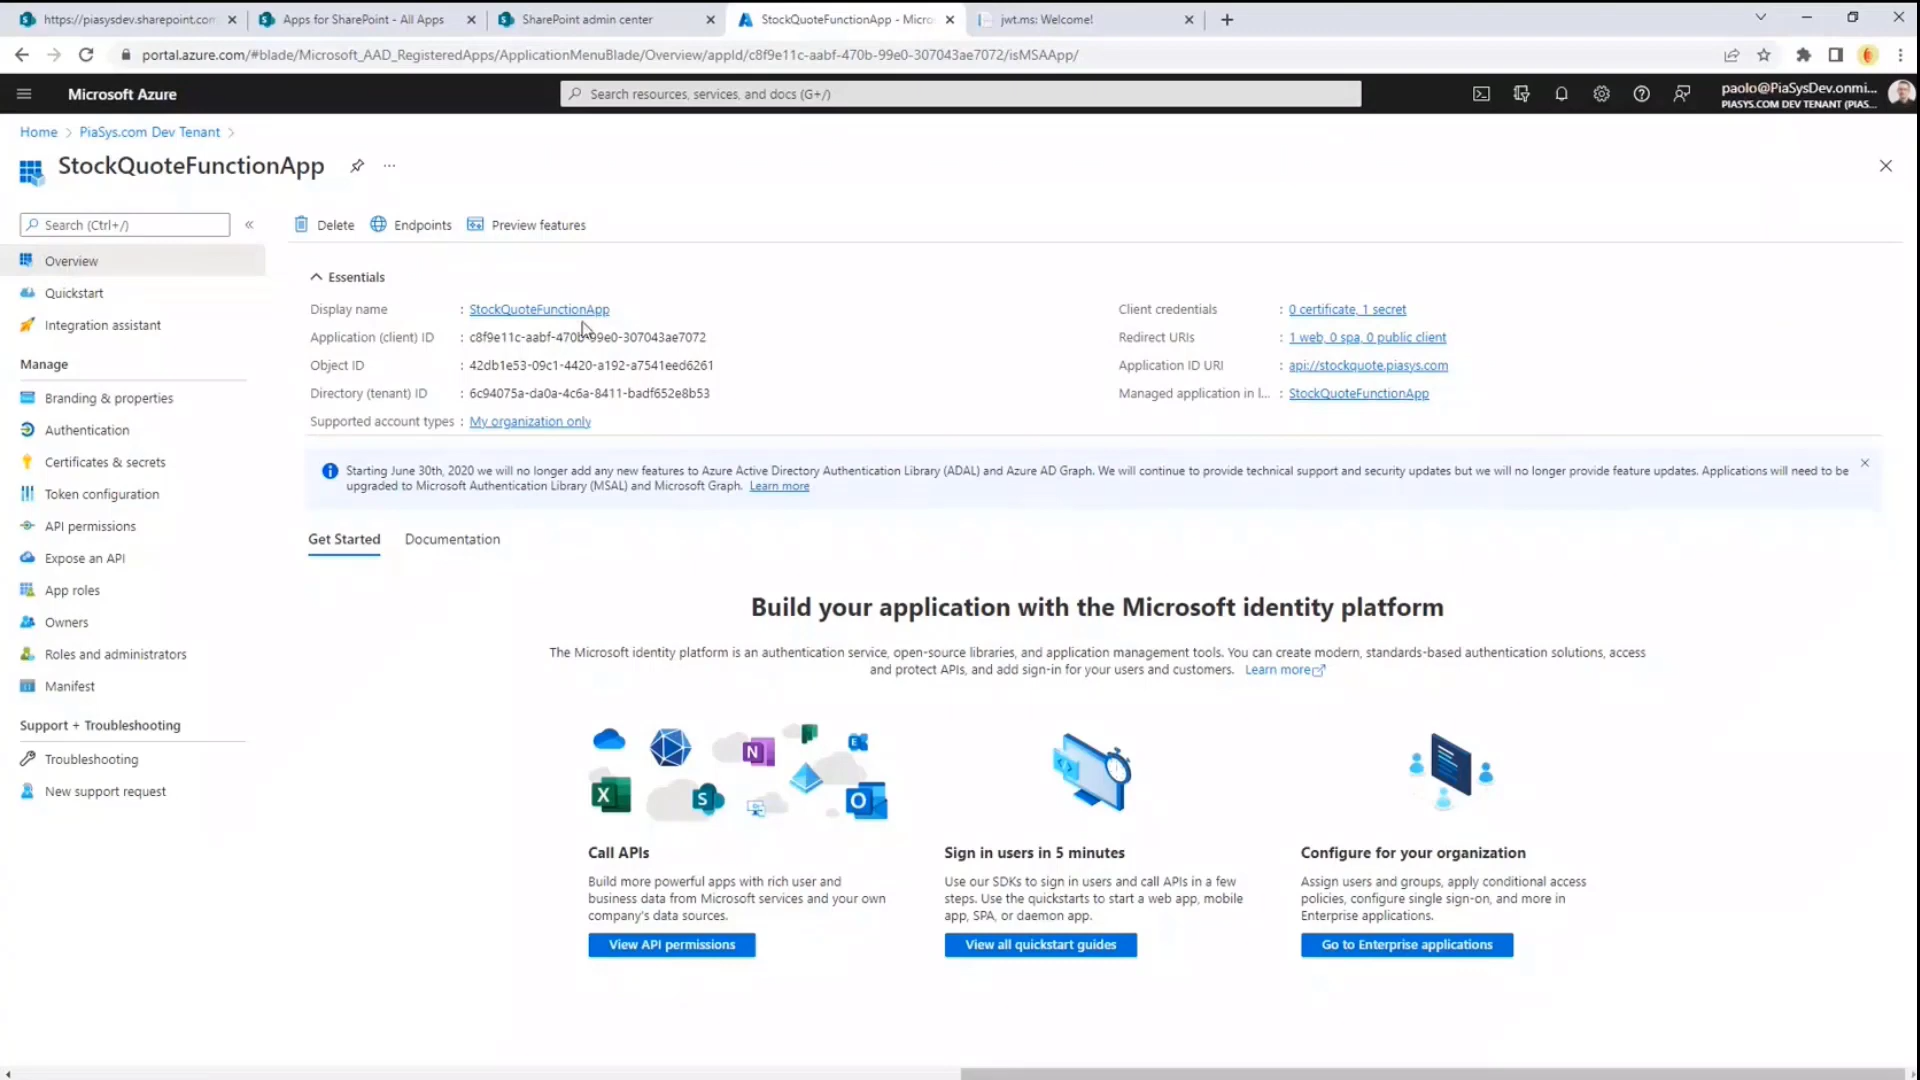 https://piasysdev.sharepoint.com
Apps for SharePoint - All Apps
SharePoint admin center
StockQuoteFunctionApp - Micro
jwt.ms: Welcome!
portal.azure.com/#blade/Microsoft_AAD_RegisteredApps/ApplicationMenuBlade/Overview/appId/c8f9e11c-aabf-470b-99e0-307043ae7072/isMSAApp/
Microsoft Azure
Search resources, services, and docs (G+/)
paolo@PiaSysDev.onmi...
PIASYS.COM DEV TENANT (PIAS...
Home > PiaSys.com Dev Tenant >
StockQuoteFunctionApp
...
Search (Ctrl+/)
«
Delete
Endpoints
Preview features
Overview
Quickstart
Integration assistant
Manage
Branding & properties
Authentication
Certificates & secrets
Token configuration
API permissions
Expose an API
App roles
Owners
Roles and administrators
Manifest
Support + Troubleshooting
Troubleshooting
New support request
Essentials
Display name : StockQuoteFunctionApp
Application (client) ID : c8f9e11c-aabf-470b-99e0-307043ae7072
Object ID : 42db1e53-09c1-4420-a192-a7541eed6261
Directory (tenant) ID : 6c94075a-da0a-4c6a-8411-badf652e8b53
Supported account types : My organization only
Client credentials : 0 certificate, 1 secret
Redirect URIs : 1 web, 0 spa, 0 public client
Application ID URI : api://stockquote.piasys.com
Managed application in l... : StockQuoteFunctionApp
Starting June 30th, 2020 we will no longer add any new features to Azure Active Directory Authentication Library (ADAL) and Azure AD Graph. We will continue to provide technical support and security updates but we will no longer provide feature updates. Applications will need to be
upgraded to Microsoft Authentication Library (MSAL) and Microsoft Graph. Learn more
Get Started
Documentation
Build your application with the Microsoft identity platform
The Microsoft identity platform is an authentication service, open-source libraries, and application management tools. You can create modern, standards-based authentication solutions, access
and protect APIs, and add sign-in for your users and customers. Learn more
N
E
X
S
O
Call APIs
Build more powerful apps with rich user and
business data from Microsoft services and your own
company's data sources.
View API permissions
Sign in users in 5 minutes
Use our SDKs to sign in users and call APIs in a few
steps. Use the quickstarts to start a web app, mobile
app, SPA, or daemon app.
View all quickstart guides
Configure for your organization
Assign users and groups, apply conditional access
policies, configure single sign-on, and more in
Enterprise applications.
Go to Enterprise applications